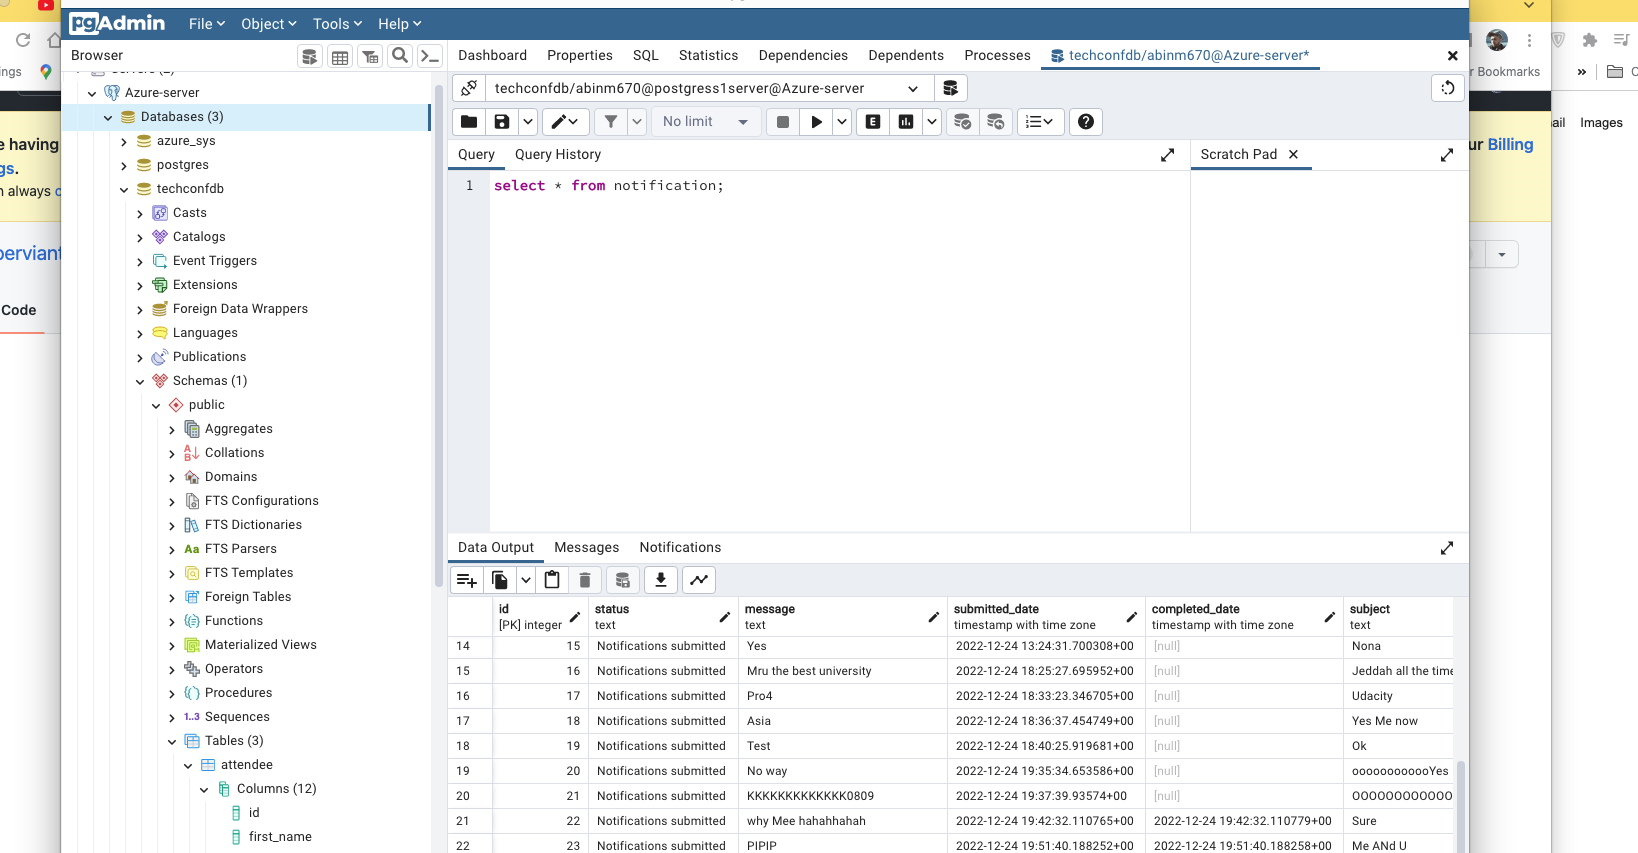 pgAdmin File Object Tools Help
Browser
Dashboard Properties SQL Statistics Dependencies Dependents Processes techconfdb/abinm670@Azure-server*
Azure-server
Databases (3)
azure_sys
postgres
techconfdb
Casts
Catalogs
Event Triggers
Extensions
Foreign Data Wrappers
Languages
Publications
Schemas (1)
public
Aggregates
Collations
Domains
FTS Configurations
FTS Dictionaries
FTS Parsers
FTS Templates
Foreign Tables
Functions
Materialized Views
Operators
Procedures
1..3 Sequences
Tables (3)
attendee
Columns (12)
id
first_name
techconfdb/abinm670@postgress1server@Azure-server
No limit
E
Query Query History
Scratch Pad
1 select * from notification;
Data Output Messages Notifications
id status message submitted_date completed_date subject
[PK] integer text text timestamp with time zone timestamp with time zone text
14 15 Notifications submitted Yes 2022-12-24 13:24:31.700308+00 [null] Nona
15 16 Notifications submitted Mru the best university 2022-12-24 18:25:27.695952+00 [null] Jeddah all the time
16 17 Notifications submitted Pro4 2022-12-24 18:33:23.346705+00 [null] Udacity
17 18 Notifications submitted Asia 2022-12-24 18:36:37.454749+00 [null] Yes Me now
18 19 Notifications submitted Test 2022-12-24 18:40:25.919681+00 [null] Ok
19 20 Notifications submitted No way 2022-12-24 19:35:34.653586+00 [null] oooooooooooYes
20 21 Notifications submitted KKKKKKKKKKKKK0809 2022-12-24 19:37:39.93574+00 [null] OOOOOOOOOOOO
21 22 Notifications submitted why Mee hahahhahah 2022-12-24 19:42:32.110765+00 2022-12-24 19:42:32.110779+00 Sure
22 23 Notifications submitted PIPIP 2022-12-24 19:51:40.188252+00 2022-12-24 19:51:40.188258+00 Me ANd U
ngs
e having
gs.
n always
perviant
Code
r Bookmarks
ail Images
ur Billing